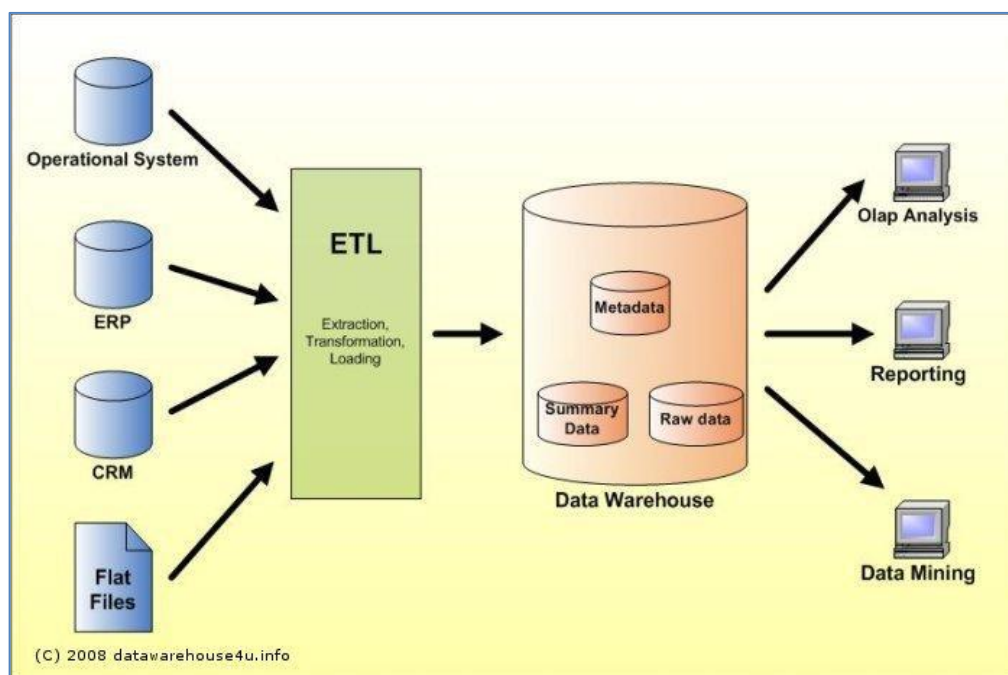 Operational System
ERP
CRM
Flat
Files
ETL
Extraction,
Transformation,
Loading
Metadata
Summary
Data
Raw data
Data Warehouse
Olap Analysis
Reporting
Data Mining
(C) 2008 datawarehouse4u.info